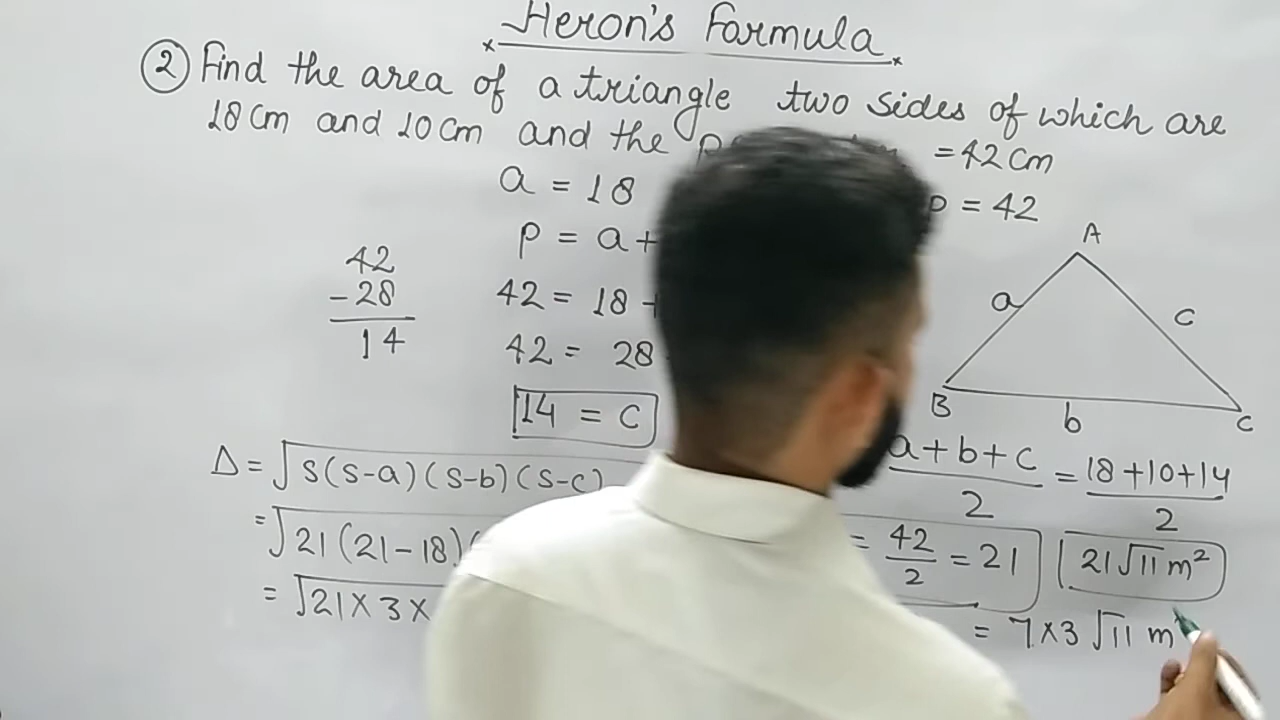 Heron's Formula
② Find the area of a triangle two sides of which are
18 cm and 10 cm and the = 42 cm
a = 18 p = 42
p = a +
42 = 18 +
42 = 28
14 = c
42
- 28
14
A
a
c
B
b
C
a + b + c / 2 = 18 + 10 + 14 / 2
= 42 / 2 = 21
21√11 m²
Δ = √s(s-a)(s-b)(s-c)
= √21(21-18)
= √21 × 3 ×
= 7×3 √11 m